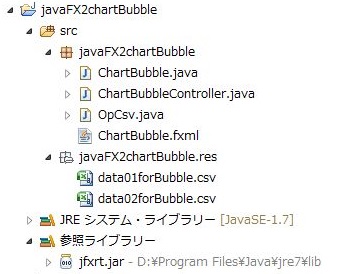 javaFX2chartBubble
src
javaFX2chartBubble
ChartBubble.java
ChartBubbleController.java
OpCsv.java
ChartBubble.fxml
javaFX2chartBubble.res
data01forBubble.csv
data02forBubble.csv
JRE システム・ライブラリー [JavaSE-1.7]
参照ライブラリー
jfxrt.jar - D:¥Program Files¥Java¥jre7¥lib